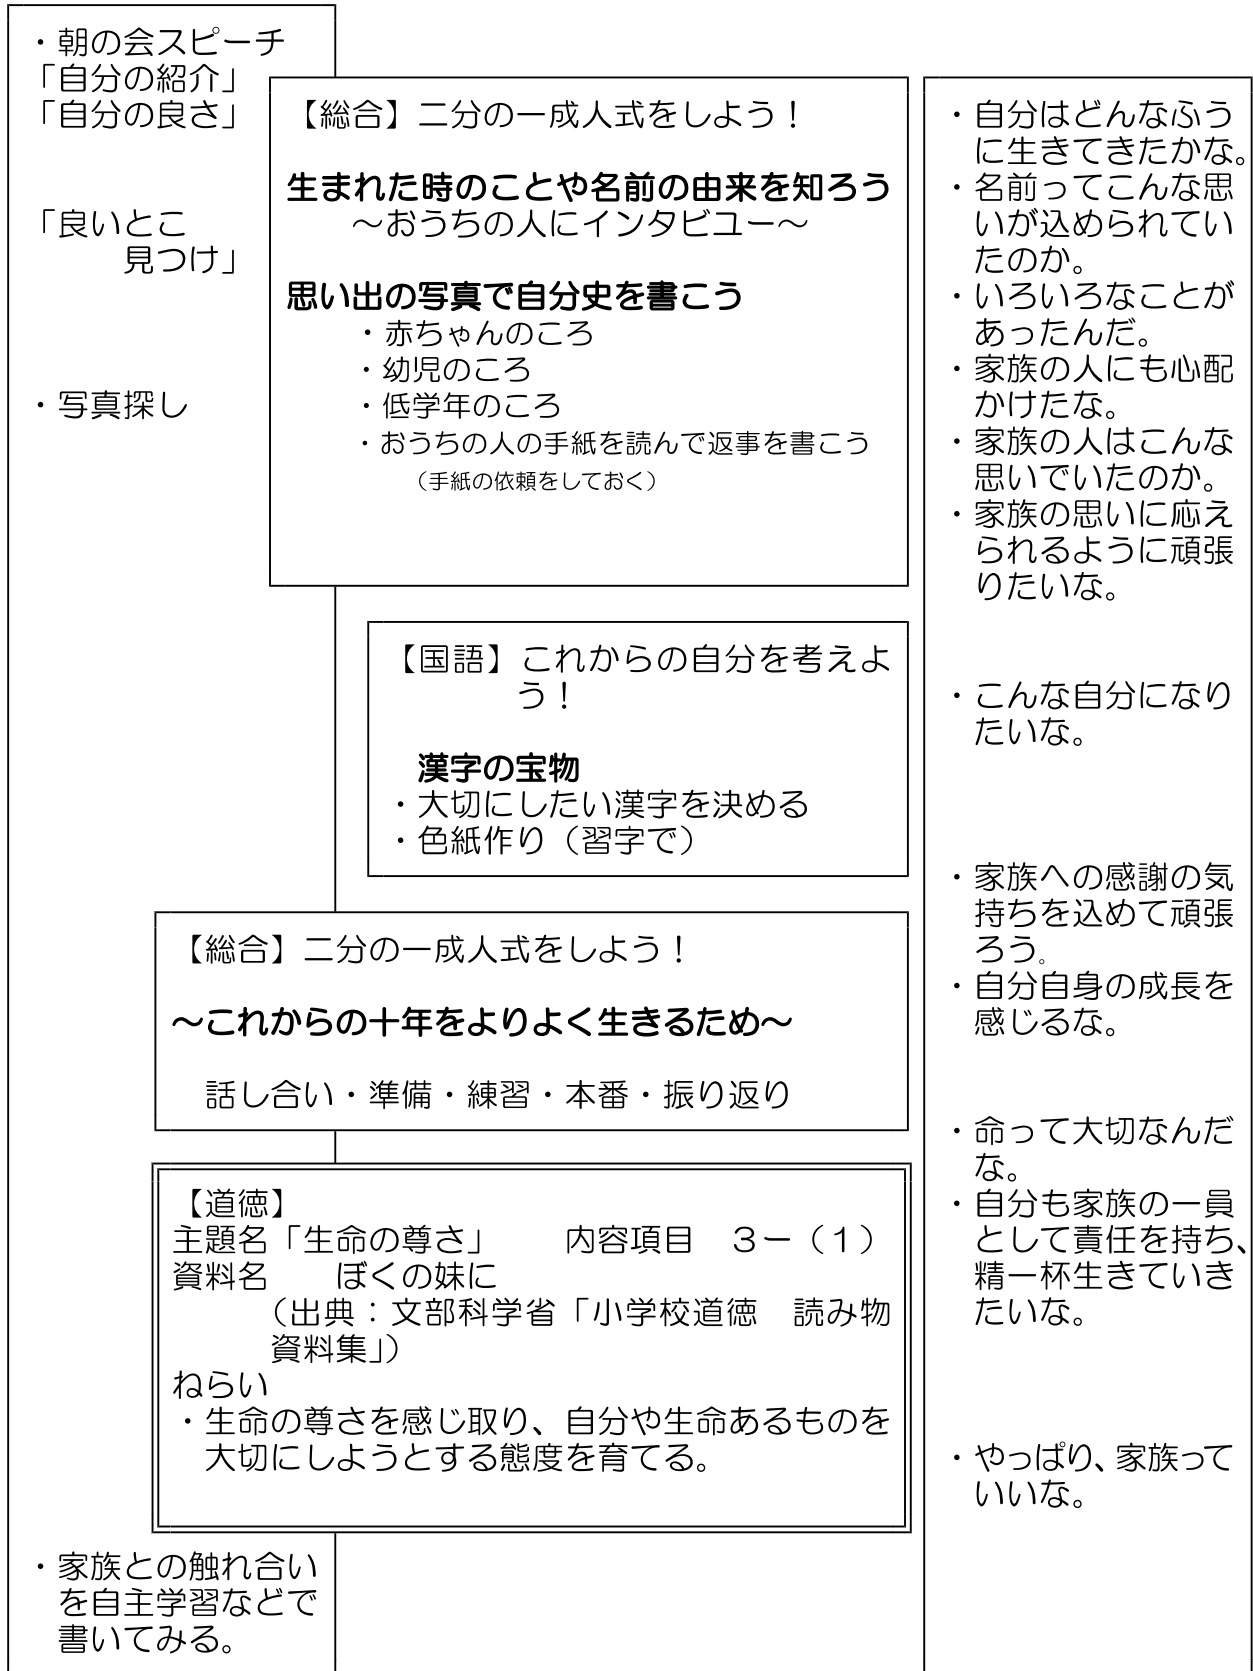 ・朝の会スピーチ
「自分の紹介」
「自分の良さ」
「良いとこ
見つけ」
・写真探し
【総合】二分の一成人式をしよう！
生まれた時のことや名前の由来を知ろう
～おうちの人にインタビュー～
思い出の写真で自分史を書こう
・赤ちゃんのころ
・幼児のころ
・低学年のころ
・おうちの人の手紙を読んで返事を書こう
（手紙の依頼をしておく）
【国語】これからの自分を考えよ
う！
漢字の宝物
・大切にしたい漢字を決める
・色紙作り（習字で）
【総合】二分の一成人式をしよう！
～これからの十年をよりよく生きるため～
話し合い・準備・練習・本番・振り返り
【道徳】
主題名「生命の尊さ」　　内容項目　３－（１）
資料名　　ぼくの妹に
（出典：文部科学省「小学校道徳　読み物
資料集」）
ねらい
・生命の尊さを感じ取り、自分や生命あるものを
大切にしようとする態度を育てる。
・家族との触れ合い
を自主学習などで
書いてみる。
・自分はどんなふう
に生きてきたかな。
・名前ってこんな思
いが込められてい
たのか。
・いろいろなことが
あったんだ。
・家族の人にも心配
かけたな。
・家族の人はこんな
思いでいたのか。
・家族の思いに応え
られるように頑張
りたいな。
・こんな自分になり
たいな。
・家族への感謝の気
持ちを込めて頑張
ろう。
・自分自身の成長を
感じるな。
・命って大切なんだ
な。
・自分も家族の一員
として責任を持ち、
精一杯生きていき
たいな。
・やっぱり、家族って
いいな。